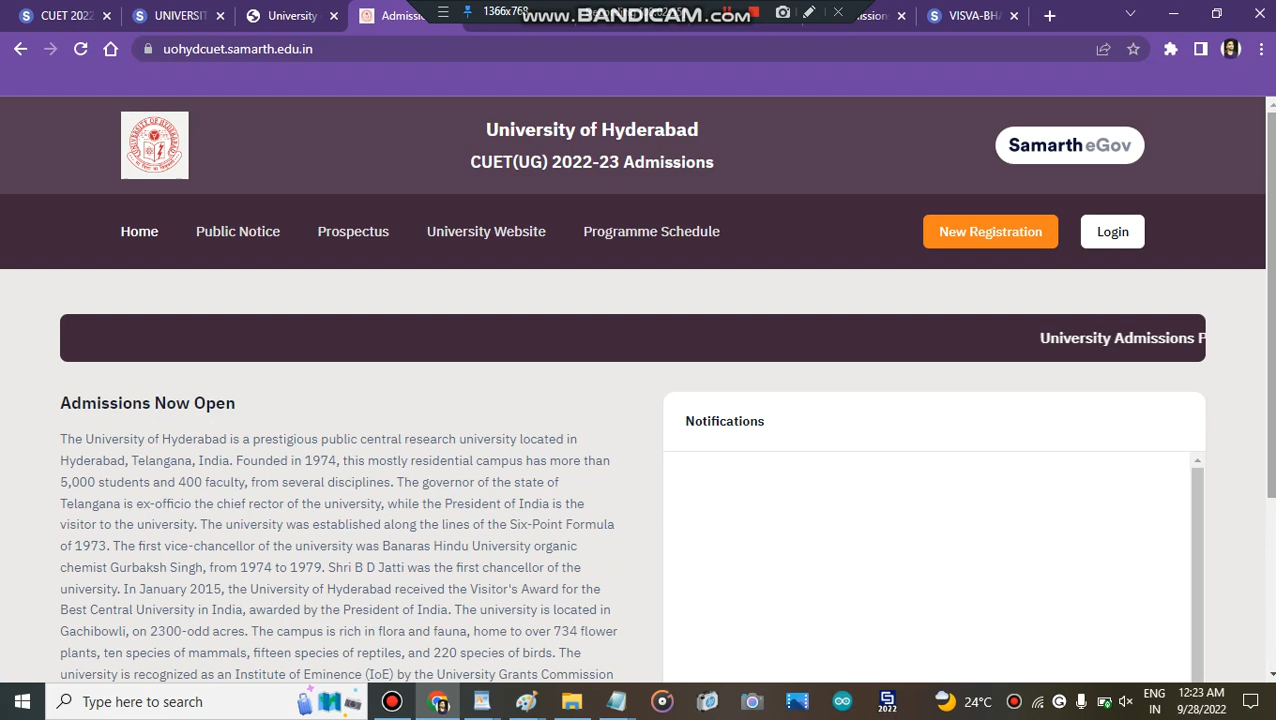 CUET 202
UNIVERSIT
University
Admiss
1366x768
www.BANDICAM.com
ission
VISVA-BHA
uohydcuet.samarth.edu.in
University of Hyderabad
CUET(UG) 2022-23 Admissions
Samarth eGov
Home
Public Notice
Prospectus
University Website
Programme Schedule
New Registration
Login
University Admissions P
Admissions Now Open
The University of Hyderabad is a prestigious public central research university located in
Hyderabad, Telangana, India. Founded in 1974, this mostly residential campus has more than
5,000 students and 400 faculty, from several disciplines. The governor of the state of
Telangana is ex-officio the chief rector of the university, while the President of India is the
visitor to the university. The university was established along the lines of the Six-Point Formula
of 1973. The first vice-chancellor of the university was Banaras Hindu University organic
chemist Gurbaksh Singh, from 1974 to 1979. Shri B D Jatti was the first chancellor of the
university. In January 2015, the University of Hyderabad received the Visitor's Award for the
Best Central University in India, awarded by the President of India. The university is located in
Gachibowli, on 2300-odd acres. The campus is rich in flora and fauna, home to over 734 flower
plants, ten species of mammals, fifteen species of reptiles, and 220 species of birds. The
university is recognized as an Institute of Eminence (IoE) by the University Grants Commission
Notifications
Type here to search
2022
24°C
ENG
IN
12:23 AM
9/28/2022